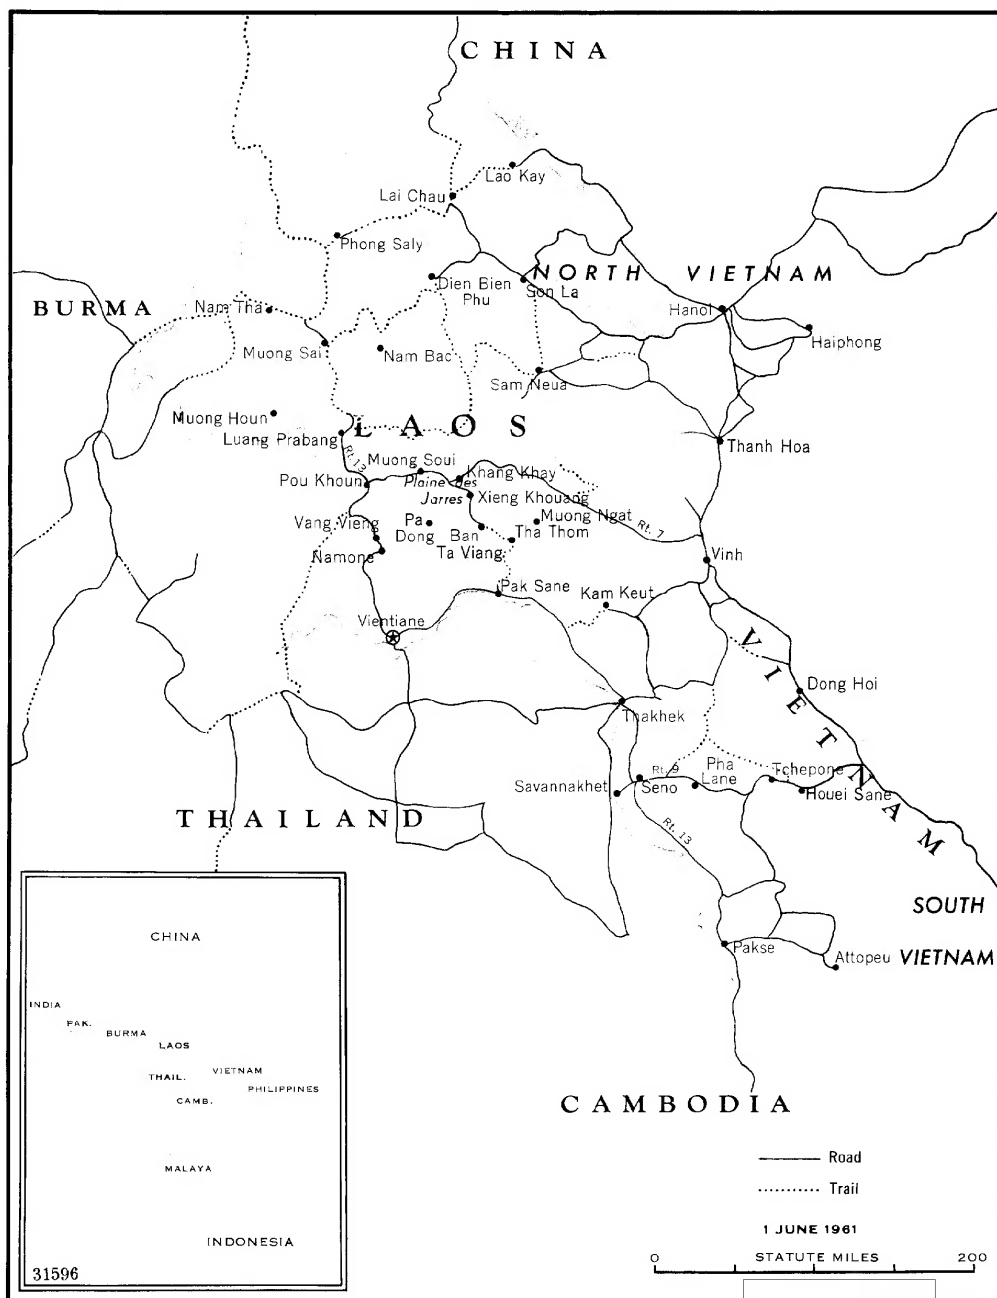 CHINA
Lao Kay
Lai Chau
Phong Saly
NORTH VIETNAM
Dien Bien
Phu
Son La
BURMA
Nam Tha
Hanoi
Haiphong
Muong Sai
Nam Bac
Sam Neua
Muong Houn
LAOS
Luang Prabang
Thanh Hoa
Rt. 13
Muong Soui
Khang Khay
Pou Khoun
Plaine des
Jarres
Xieng Khouang
Muong Ngat
Rt. 7
Vang Vieng
Pa
Dong
Ban
Ta Viang
Tha Thom
Namone
Vinh
Pak Sane
Kam Keut
Vientiane
VIETNAM
Dong Hoi
Thakhek
Rt. 9
Pha
Lane
Tchepone
Savannakhet
Seno
Houei Sane
THAILAND
Rt. 13
SOUTH
VIETNAM
Pakse
Attopeu
CAMBODIA
CHINA
INDIA
PAK.
BURMA
LAOS
THAIL.
VIETNAM
PHILIPPINES
CAMB.
MALAYA
INDONESIA
31596
Road
Trail
1 JUNE 1961
0 STATUTE MILES 200